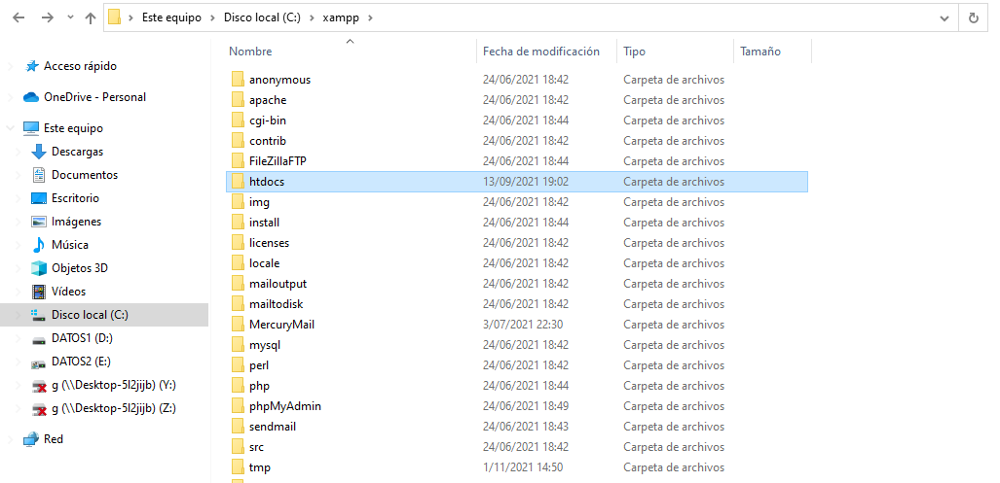 Este equipo > Disco local (C:) > xampp >
Nombre Fecha de modificación Tipo Tamaño
Acceso rápido
OneDrive - Personal
Este equipo
Descargas
Documentos
Escritorio
Imágenes
Música
Objetos 3D
Vídeos
Disco local (C:)
DATOS1 (D:)
DATOS2 (E:)
g (\\Desktop-5l2jijb) (Y:)
g (\\Desktop-5l2jijb) (Z:)
Red
anonymous 24/06/2021 18:42 Carpeta de archivos
apache 24/06/2021 18:42 Carpeta de archivos
cgi-bin 24/06/2021 18:44 Carpeta de archivos
contrib 24/06/2021 18:42 Carpeta de archivos
FileZillaFTP 24/06/2021 18:44 Carpeta de archivos
htdocs 13/09/2021 19:02 Carpeta de archivos
img 24/06/2021 18:42 Carpeta de archivos
install 24/06/2021 18:44 Carpeta de archivos
licenses 24/06/2021 18:42 Carpeta de archivos
locale 24/06/2021 18:42 Carpeta de archivos
mailoutput 24/06/2021 18:42 Carpeta de archivos
mailtodisk 24/06/2021 18:42 Carpeta de archivos
MercuryMail 3/07/2021 22:30 Carpeta de archivos
mysql 24/06/2021 18:42 Carpeta de archivos
perl 24/06/2021 18:42 Carpeta de archivos
php 24/06/2021 18:44 Carpeta de archivos
phpMyAdmin 24/06/2021 18:49 Carpeta de archivos
sendmail 24/06/2021 18:43 Carpeta de archivos
src 24/06/2021 18:42 Carpeta de archivos
tmp 1/11/2021 14:50 Carpeta de archivos